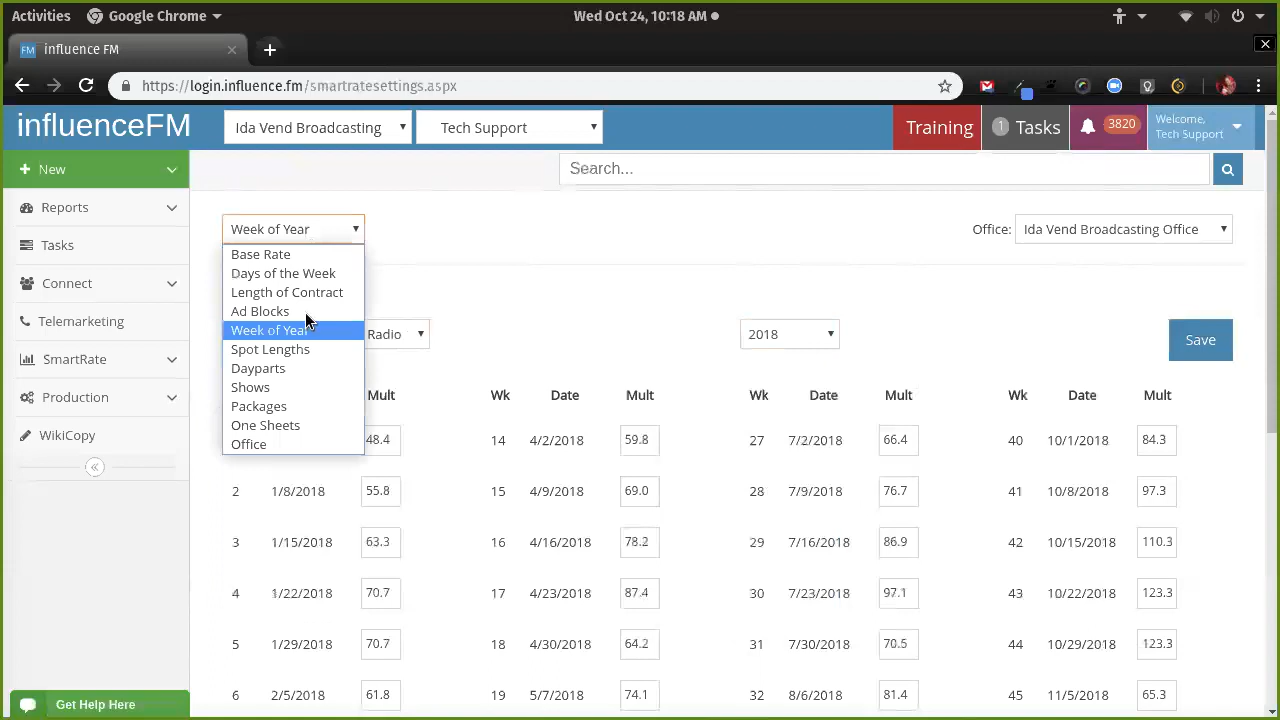 Activities Google Chrome Wed Oct 24, 10:18 AM
FM influence FM
https://login.influence.fm/smartratesettings.aspx
influenceFM Ida Vend Broadcasting Tech Support Training 1 Tasks 3820 Welcome, Tech Support
New Search...
Reports
Tasks
Connect
Telemarketing
SmartRate
Production
WikiCopy
Get Help Here
Week of Year Office: Ida Vend Broadcasting Office
Base Rate
Days of the Week
Length of Contract
Ad Blocks
Week of Year
Spot Lengths
Dayparts
Shows
Packages
One Sheets
Office
Radio 2018 Save
Mult Wk Date Mult Wk Date Mult Wk Date Mult
48.4 14 4/2/2018 59.8 27 7/2/2018 66.4 40 10/1/2018 84.3
2 1/8/2018 55.8 15 4/9/2018 69.0 28 7/9/2018 76.7 41 10/8/2018 97.3
3 1/15/2018 63.3 16 4/16/2018 78.2 29 7/16/2018 86.9 42 10/15/2018 110.3
4 1/22/2018 70.7 17 4/23/2018 87.4 30 7/23/2018 97.1 43 10/22/2018 123.3
5 1/29/2018 70.7 18 4/30/2018 64.2 31 7/30/2018 70.5 44 10/29/2018 123.3
6 2/5/2018 61.8 19 5/7/2018 74.1 32 8/6/2018 81.4 45 11/5/2018 65.3